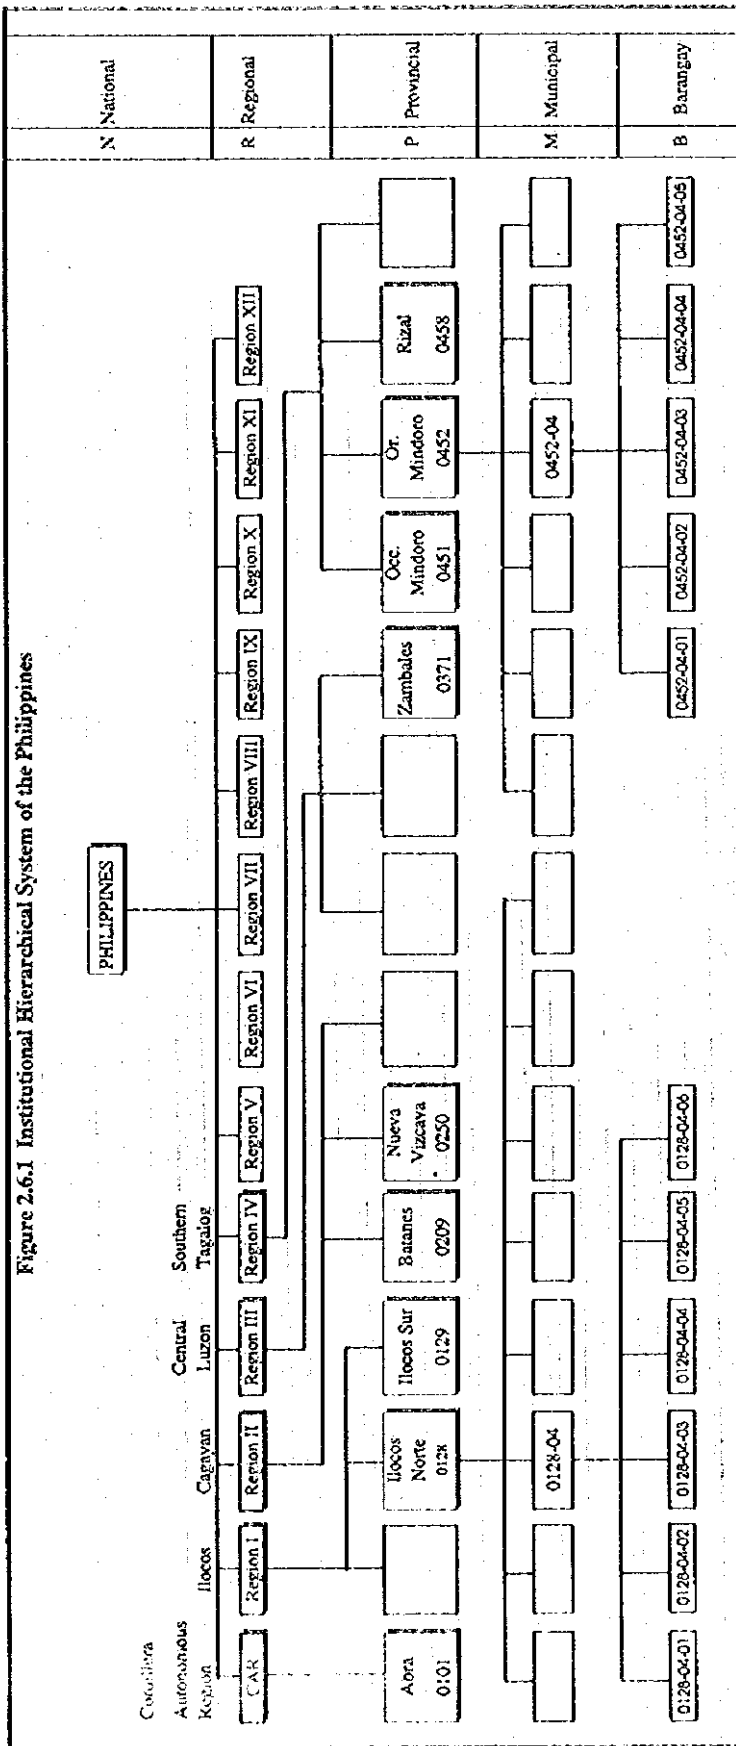 Figure 2.6.1 Institutional Hierarchical System of the Philippines
N National
PHILIPPINES
R Regional
Cordillera
Autonomous
Region
CAR
Ilocos
Region I
Cagayan
Region II
Central
Luzon
Region III
Southern
Tagalog
Region IV
Region V
Region VI
Region VII
Region VIII
Region IX
Region X
Region XI
Region XII
P Provincial
Abra
0101
Ilocos
Norte
0128
Ilocos Sur
0129
Batanes
0209
Nueva
Vizcaya
0250
Zambales
0371
Occ.
Mindoro
0451
Or.
Mindoro
0452
Rizal
0458
M Municipal
0128-04
0452-04
B Barangay
0128-04-01
0128-04-02
0128-04-03
0128-04-04
0128-04-05
0128-04-06
0452-04-01
0452-04-02
0452-04-03
0452-04-04
0452-04-05